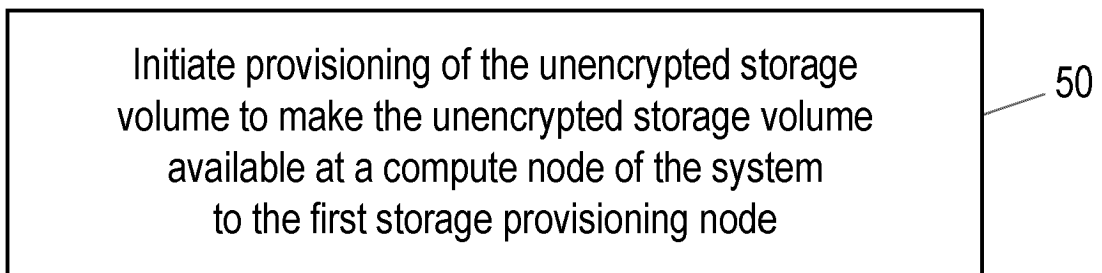 Initiate provisioning of the unencrypted storage
volume to make the unencrypted storage volume
available at a compute node of the system
to the first storage provisioning node
50